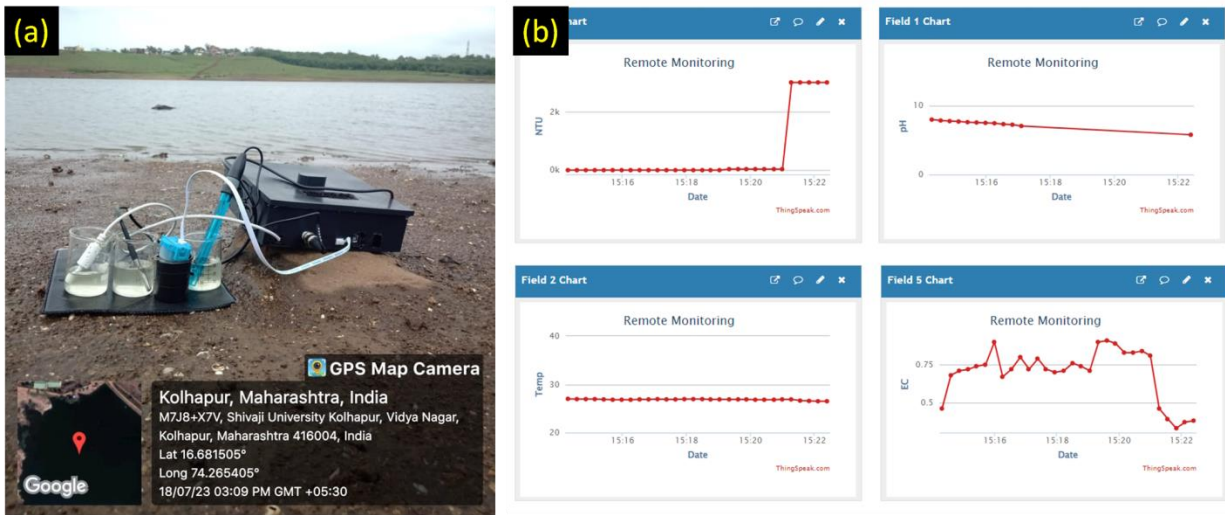 (a)
GPS Map Camera
Kolhapur, Maharashtra, India
M7J8+X7V, Shivaji University Kolhapur, Vidya Nagar,
Kolhapur, Maharashtra 416004, India
Lat 16.681505°
Long 74.265405°
18/07/23 03:09 PM GMT +05:30
Google
(b)
Chart
Remote Monitoring
NTU
2k
0k
15:16 15:18 15:20 15:22
Date
ThingSpeak.com
Field 1 Chart
Remote Monitoring
pH
10
0
15:16 15:18 15:20 15:22
Date
ThingSpeak.com
Field 2 Chart
Remote Monitoring
Temp
40
30
20
15:16 15:18 15:20 15:22
Date
ThingSpeak.com
Field 5 Chart
Remote Monitoring
EC
0.75
0.5
15:16 15:18 15:20 15:22
Date
ThingSpeak.com